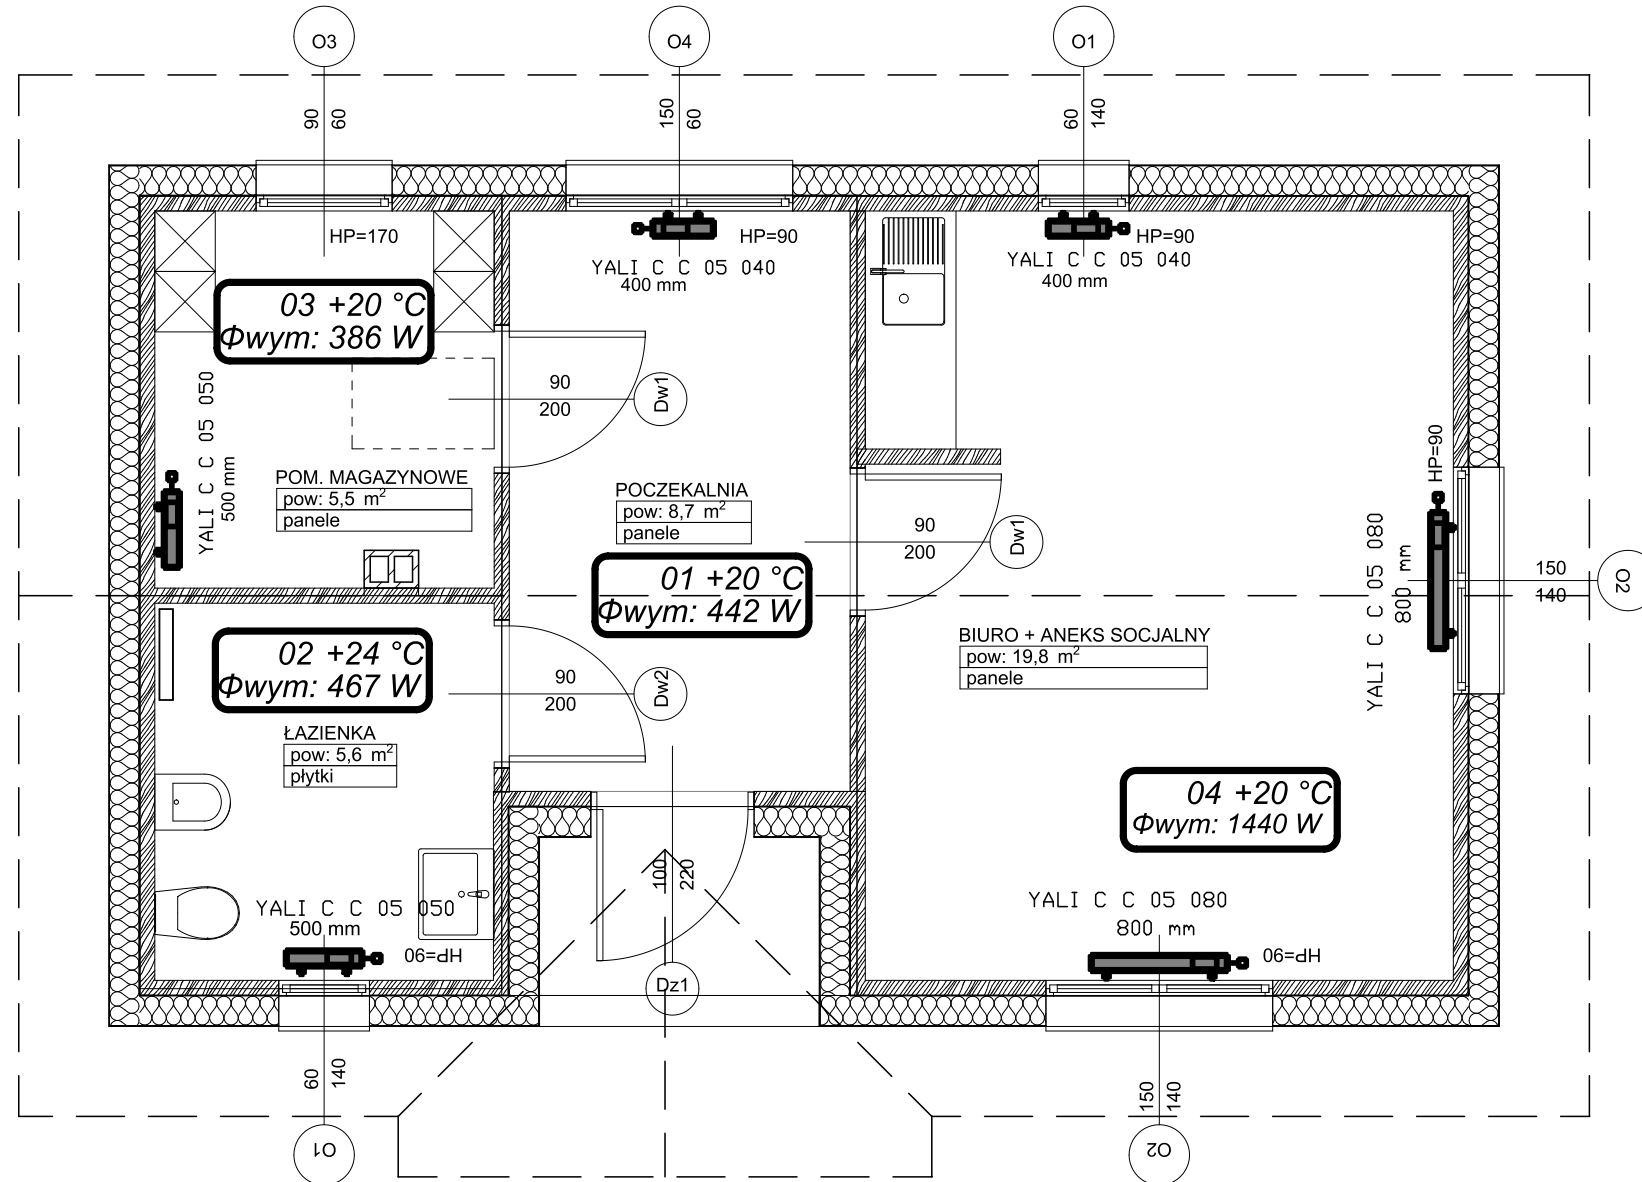 O3
O4
O1
90
60
150
60
60
140
HP=170
HP=90
HP=90
YALI C C 05 040
400 mm
YALI C C 05 040
400 mm
03 +20 °C
Φwym: 386 W
YALI C C 05 050
500 mm
90
200
Dw1
POM. MAGAZYNOWE
pow: 5,5 m²
panele
POCZEKALNIA
pow: 8,7 m²
panele
90
200
Dw1
HP=90
YALI C C 05 080
800 mm
150
140
O2
01 +20 °C
Φwym: 442 W
02 +24 °C
Φwym: 467 W
90
200
Dw2
BIURO + ANEKS SOCJALNY
pow: 19,8 m²
panele
ŁAZIENKA
pow: 5,6 m²
płytki
04 +20 °C
Φwym: 1440 W
100
220
YALI C C 05 050
500 mm
HP=90
YALI C C 05 080
800 mm
HP=90
Dz1
60
140
150
140
O1
O2